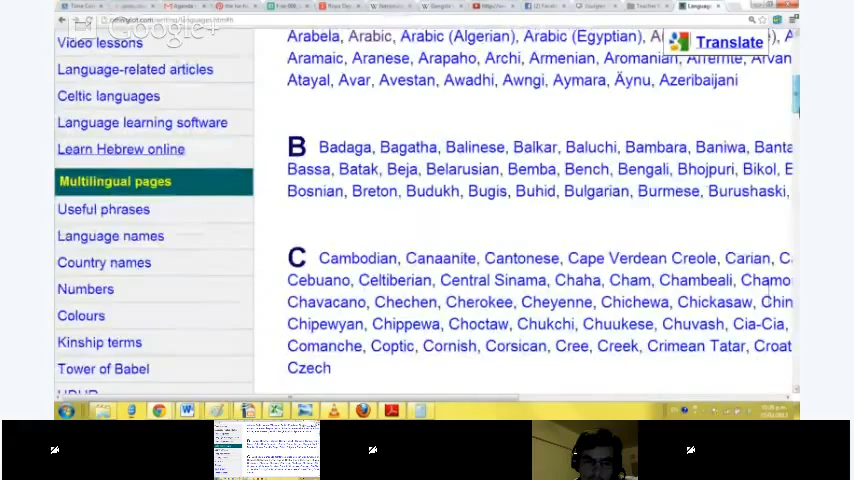 Google+
Video lessons
Language-related articles
Celtic languages
Language learning software
Learn Hebrew online
Multilingual pages
Useful phrases
Language names
Country names
Numbers
Colours
Kinship terms
Tower of Babel
Arabela, Arabic, Arabic (Algerian), Arabic (Egyptian),
Translate
Aramaic, Aranese, Arapaho, Archi, Armenian, Aromanian,
Atayal, Avar, Avestan, Awadhi, Awngi, Aymara, Äynu, Azeribaijani
B Badaga, Bagatha, Balinese, Balkar, Baluchi, Bambara, Baniwa, Banta
Bassa, Batak, Beja, Belarusian, Bemba, Bench, Bengali, Bhojpuri, Bikol,
Bosnian, Breton, Budukh, Bugis, Buhid, Bulgarian, Burmese, Burushaski,
C Cambodian, Canaanite, Cantonese, Cape Verdean Creole, Carian,
Cebuano, Celtiberian, Central Sinama, Chaha, Cham, Chambeali, Chamo
Chavacano, Chechen, Cherokee, Cheyenne, Chichewa, Chickasaw, Chin
Chipewyan, Chippewa, Choctaw, Chukchi, Chuukese, Chuvash, Cia-Cia,
Comanche, Coptic, Cornish, Corsican, Cree, Creek, Crimean Tatar, Croat
Czech